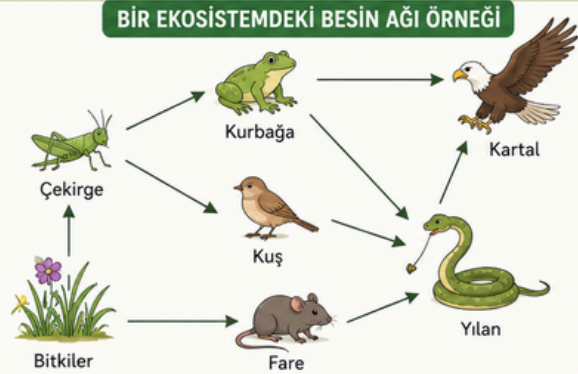 BİR EKOSİSTEMDEKİ BESİN AĞI ÖRNEĞİ
Kurbağa
Kartal
Çekirge
Kuş
Yılan
Bitkiler
Fare